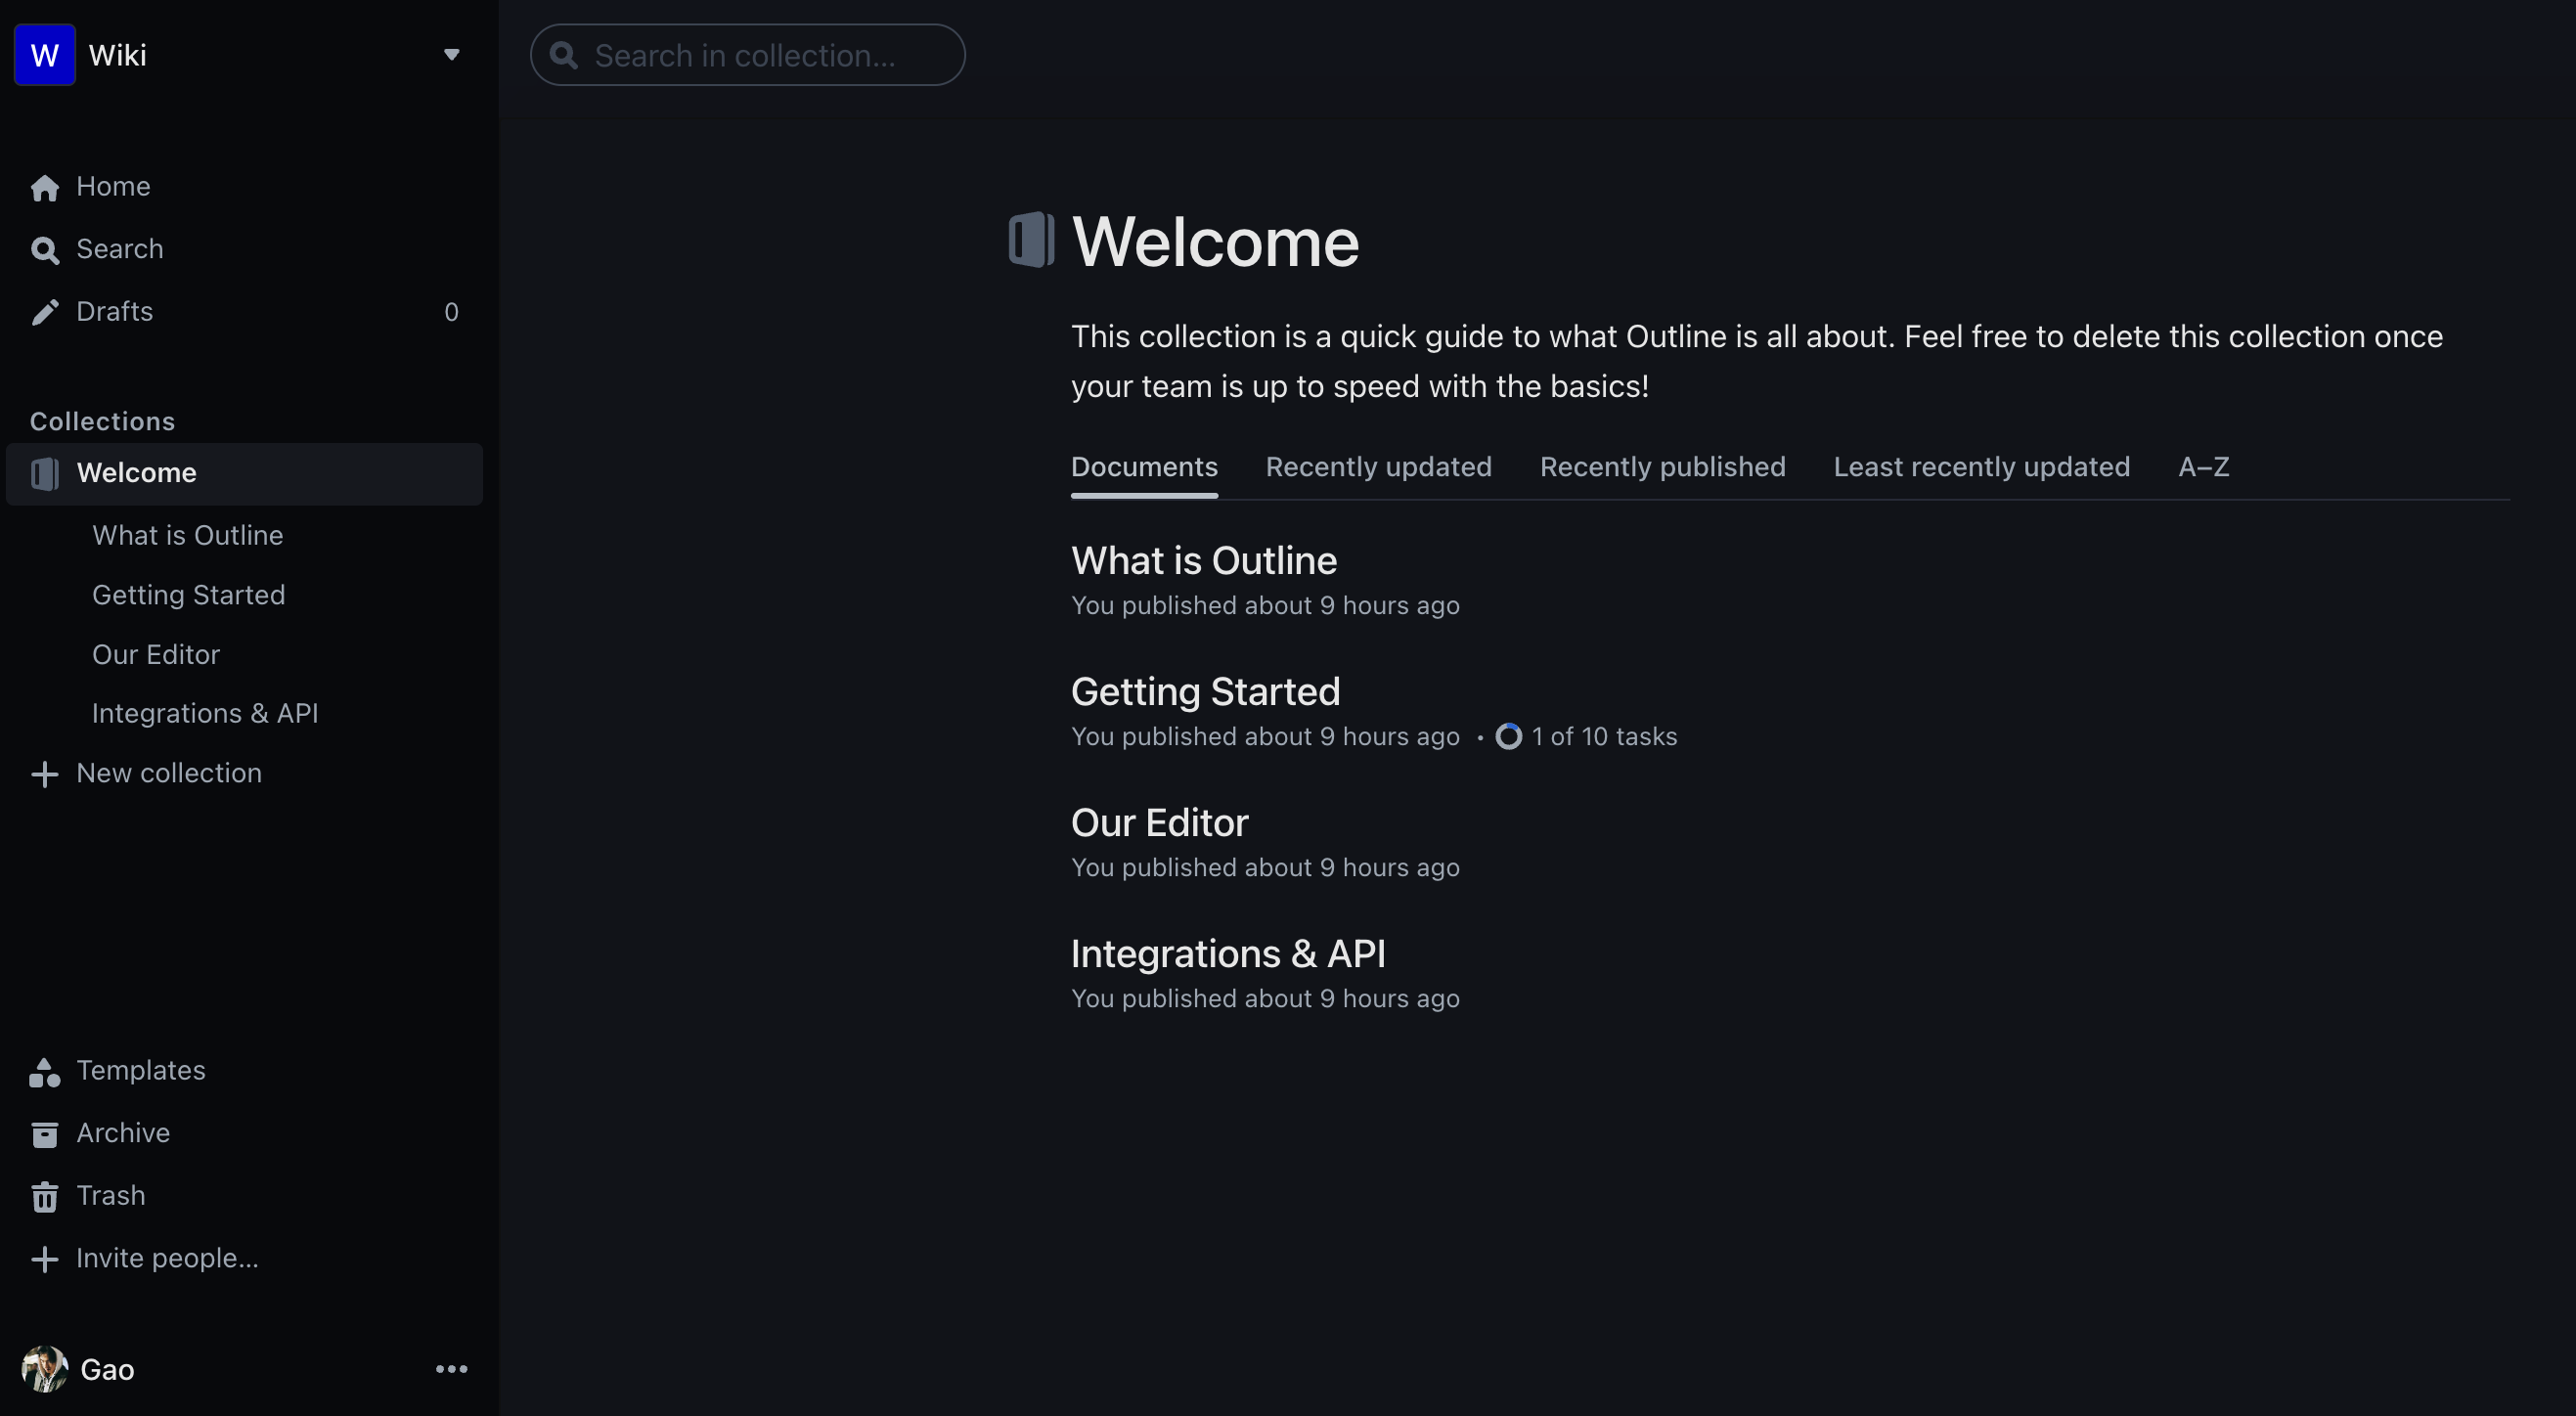 W Wiki
Search in collection...
Home
Search
Drafts 0
Collections
Welcome
What is Outline
Getting Started
Our Editor
Integrations & API
New collection
Templates
Archive
Trash
Invite people...
Gao
Welcome
This collection is a quick guide to what Outline is all about. Feel free to delete this collection once
your team is up to speed with the basics!
Documents Recently updated Recently published Least recently updated A–Z
What is Outline
You published about 9 hours ago
Getting Started
You published about 9 hours ago • 1 of 10 tasks
Our Editor
You published about 9 hours ago
Integrations & API
You published about 9 hours ago